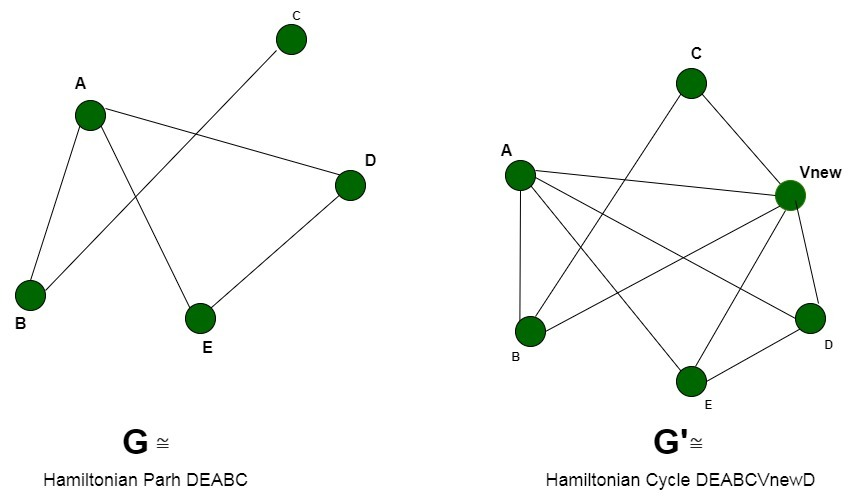 C
A
D
B
E
G ≅
Hamiltonian Parh DEABC
C
A
Vnew
B
D
E
G'≅
Hamiltonian Cycle DEABCVnewD